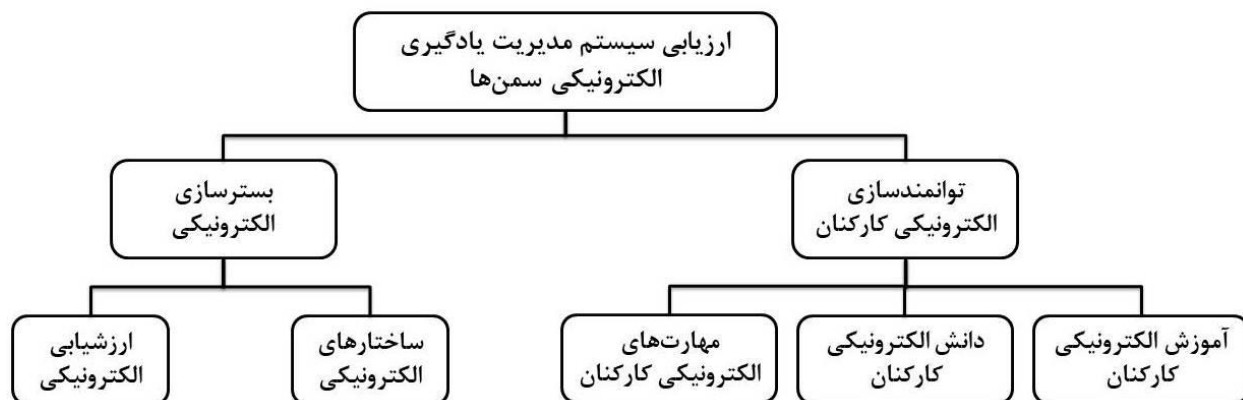 ارزیابی سیستم مدیریت یادگیری
الکترونیکی سمن‌ها
توانمندسازی
الکترونیکی کارکنان
بسترسازی
الکترونیکی
آموزش الکترونیکی
کارکنان
دانش الکترونیکی
کارکنان
مهارت‌های
الکترونیکی کارکنان
ساختارهای
الکترونیکی
ارزشیابی
الکترونیکی